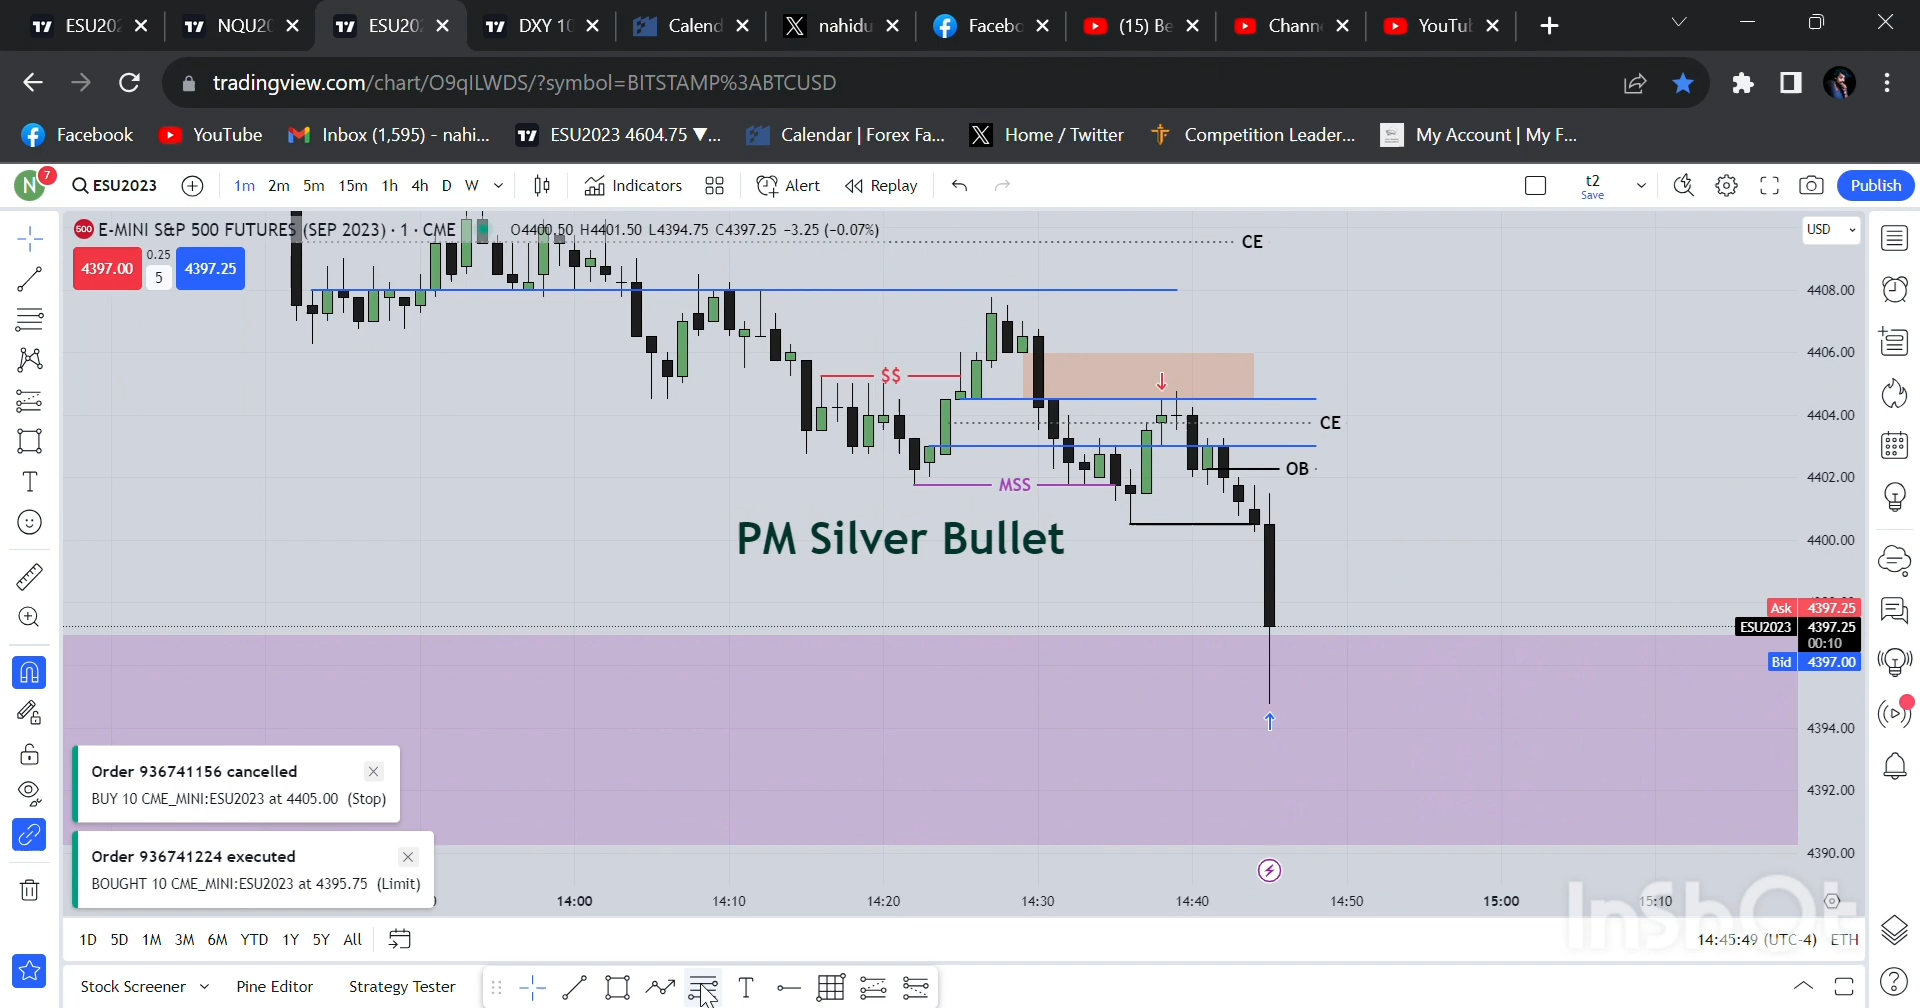 ESU202
NQU20
ESU202
DXY 10
Calend
nahidu
Facebo
(15) Be
Chann
YouTu
tradingview.com/chart/O9qlLWDS/?symbol=BITSTAMP%3ABTCUSD
Facebook
YouTube
Inbox (1,595) - nahi...
ESU2023 4604.75 ▼...
Calendar | Forex Fa...
Home / Twitter
Competition Leader...
My Account | My F...
N
7
ESU2023
1m 2m 5m 15m 1h 4h D W
Indicators
Alert
Replay
t2
Save
Publish
500
E-MINI S&P 500 FUTURES (SEP 2023) · 1 · CME
O4400.50 H4401.50 L4394.75 C4397.25 −3.25 (−0.07%)
USD
4397.00
0.25
5
4397.25
CE
4408.00
4406.00
$$
4404.00
CE
OB
4402.00
MSS
PM Silver Bullet
4400.00
Ask 4397.25
ESU2023 4397.25
00:10
Bid 4397.00
4394.00
4392.00
4390.00
Order 936741156 cancelled
BUY 10 CME_MINI:ESU2023 at 4405.00 (Stop)
Order 936741224 executed
BOUGHT 10 CME_MINI:ESU2023 at 4395.75 (Limit)
14:00 14:10 14:20 14:30 14:40 14:50 15:00 15:10
InShOt
1D 5D 1M 3M 6M YTD 1Y 5Y All
14:45:49 (UTC-4) ETH
Stock Screener
Pine Editor
Strategy Tester